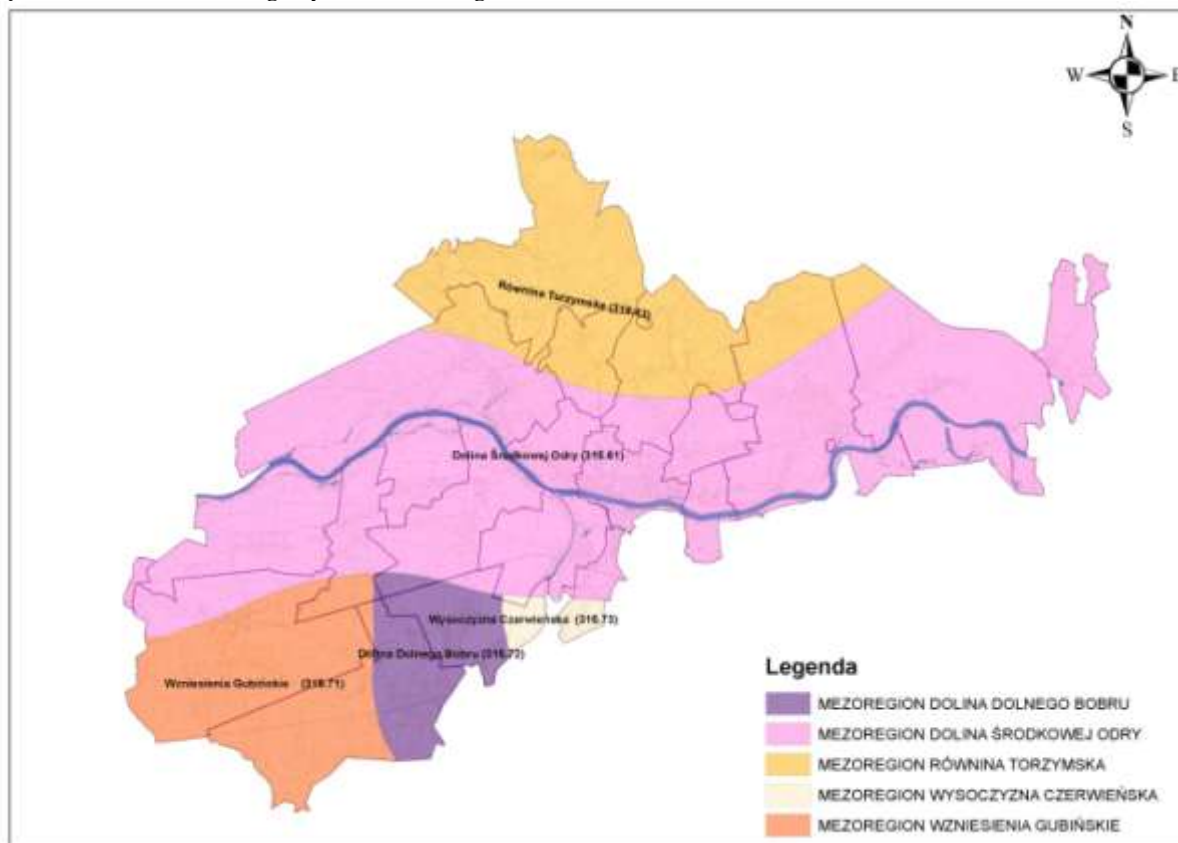 N
W
S
Równina Torzymska (315.43)
Dolina Środkowej Odry (315.61)
Wysoczyzna Czerwieńska (315.73)
Dolina Dolnego Bobru (315.72)
Wzniesienia Gubińskie (315.71)
Legenda
MEZOREGION DOLINA DOLNEGO BOBRU
MEZOREGION DOLINA ŚRODKOWEJ ODRY
MEZOREGION RÓWNINA TORZYMSKA
MEZOREGION WYSOCZYZNA CZERWIEŃSKA
MEZOREGION WZNIESIENIA GUBIŃSKIE